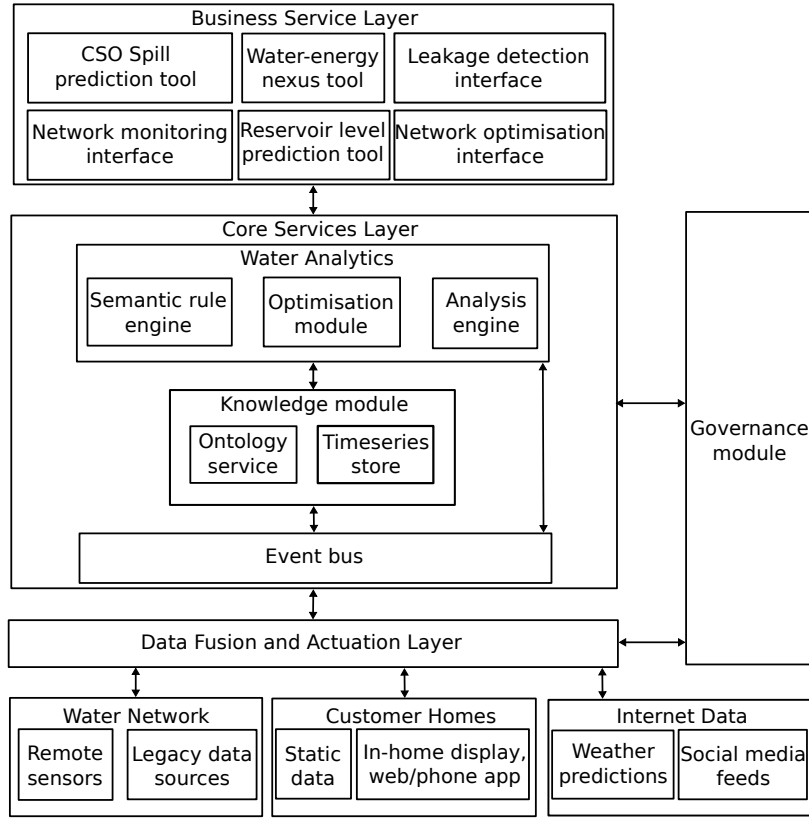 Business Service Layer
CSO Spill
prediction tool
Water-energy
nexus tool
Leakage detection
interface
Network monitoring
interface
Reservoir level
prediction tool
Network optimisation
interface
Core Services Layer
Water Analytics
Semantic rule
engine
Optimisation
module
Analysis
engine
Knowledge module
Ontology
service
Timeseries
store
Event bus
Governance
module
Data Fusion and Actuation Layer
Water Network
Remote
sensors
Legacy data
sources
Customer Homes
Static
data
In-home display,
web/phone app
Internet Data
Weather
predictions
Social media
feeds